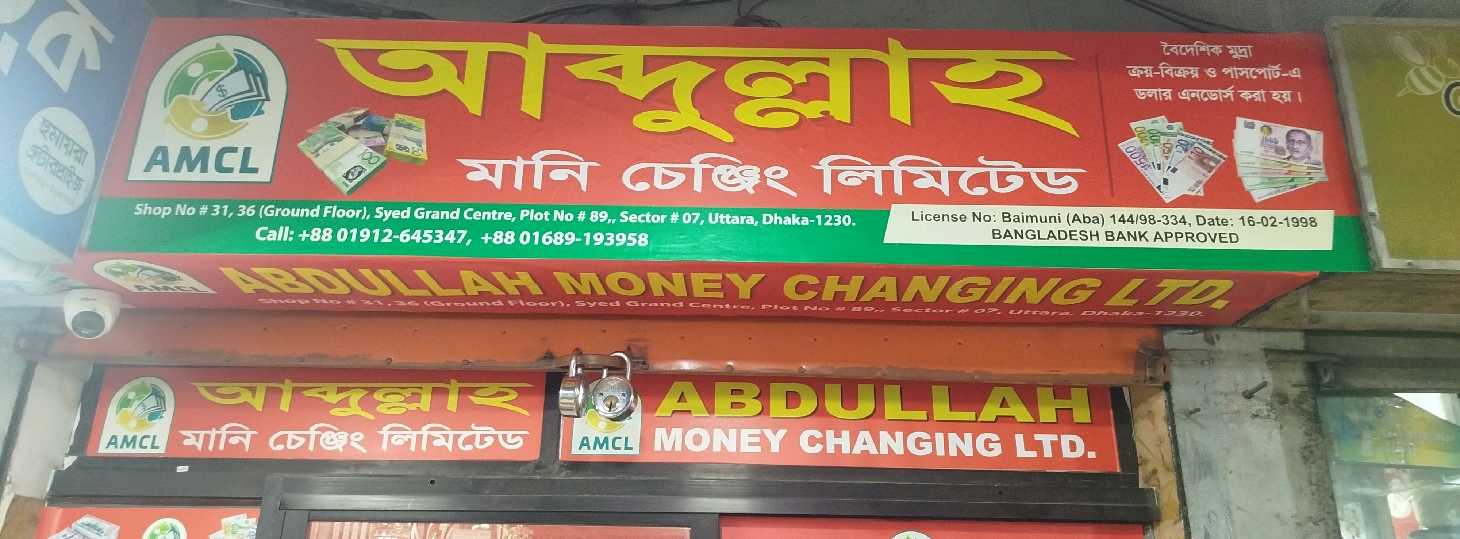 হুমায়রা
এন্টারপ্রাইজ
AMCL
আব্দুল্লাহ
মানি চেঞ্জিং লিমিটেড
বৈদেশিক মুদ্রা
ক্রয়-বিক্রয় ও পাসপোর্ট-এ
ডলার এনডোর্স করা হয়।
Shop No # 31, 36 (Ground Floor), Syed Grand Centre, Plot No # 89,, Sector # 07, Uttara, Dhaka-1230.
Call: +88 01912-645347, +88 01689-193958
License No: Baimuni (Aba) 144/98-334, Date: 16-02-1998
BANGLADESH BANK APPROVED
AMCL
ABDULLAH MONEY CHANGING LTD.
Shop No # 31, 36 (Ground Floor), Syed Grand Centre, Plot No # 89,, Sector # 07, Uttara, Dhaka-1230.
AMCL
আব্দুল্লাহ
মানি চেঞ্জিং লিমিটেড
AMCL
ABDULLAH
MONEY CHANGING LTD.